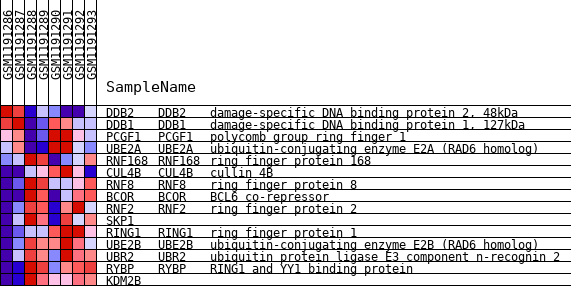 GSM1191286
GSM1191287
GSM1191288
GSM1191289
GSM1191290
GSM1191291
GSM1191292
GSM1191293
SampleName
DDB2 DDB2 damage-specific DNA binding protein 2, 48kDa
DDB1 DDB1 damage-specific DNA binding protein 1, 127kDa
PCGF1 PCGF1 polycomb group ring finger 1
UBE2A UBE2A ubiquitin-conjugating enzyme E2A (RAD6 homolog)
RNF168 RNF168 ring finger protein 168
CUL4B CUL4B cullin 4B
RNF8 RNF8 ring finger protein 8
BCOR BCOR BCL6 co-repressor
RNF2 RNF2 ring finger protein 2
SKP1
RING1 RING1 ring finger protein 1
UBE2B UBE2B ubiquitin-conjugating enzyme E2B (RAD6 homolog)
UBR2 UBR2 ubiquitin protein ligase E3 component n-recognin 2
RYBP RYBP RING1 and YY1 binding protein
KDM2B